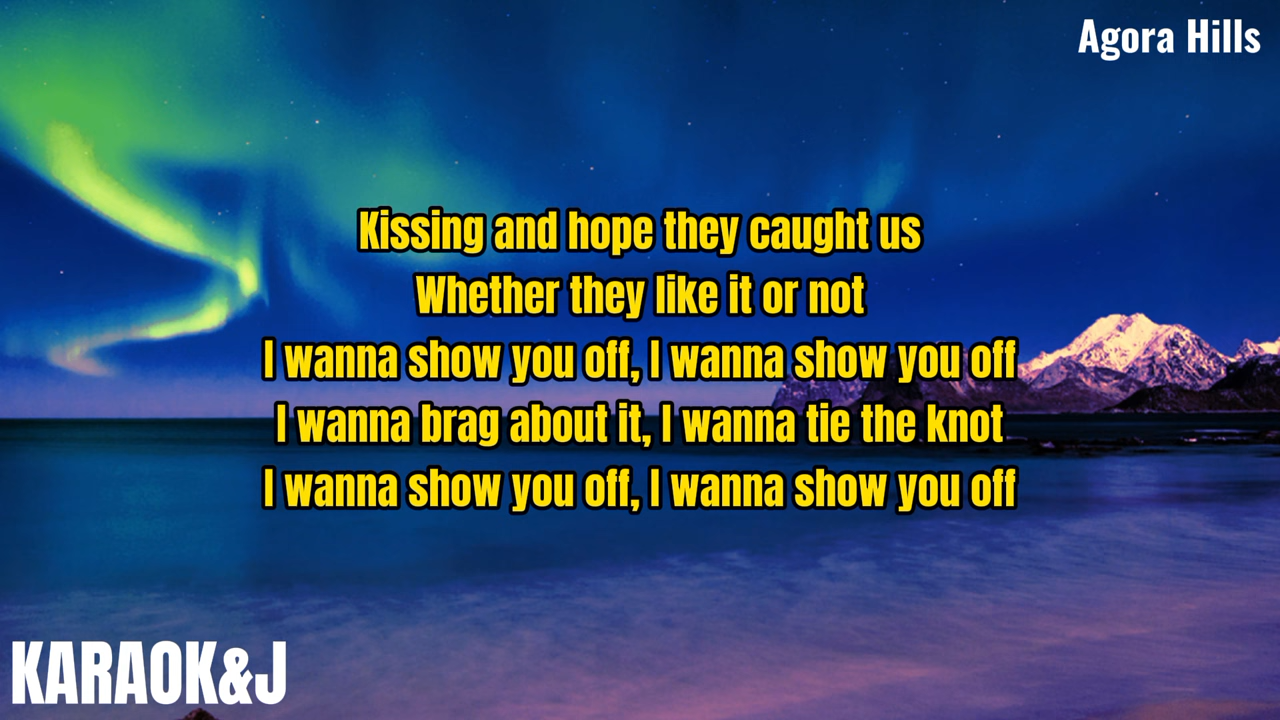 Agora Hills
Kissing and hope they caught us
Whether they like it or not
I wanna show you off, I wanna show you off
I wanna brag about it, I wanna tie the knot
I wanna show you off, I wanna show you off
KARAOK&J